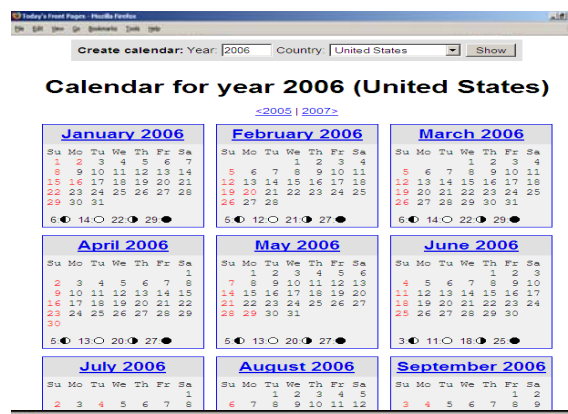 Today's Front Pages - Mozilla Firefox
File Edit View Go Bookmarks Tools Help
Create calendar: Year: 2006 Country: United States Show
Calendar for year 2006 (United States)
<2005 | 2007>
January 2006
Su Mo Tu We Th Fr Sa
1 2 3 4 5 6 7
8 9 10 11 12 13 14
15 16 17 18 19 20 21
22 23 24 25 26 27 28
29 30 31
6:◐ 14:○ 22:◑ 29:●
February 2006
Su Mo Tu We Th Fr Sa
1 2 3 4
5 6 7 8 9 10 11
12 13 14 15 16 17 18
19 20 21 22 23 24 25
26 27 28
5:◐ 12:○ 21:◑ 27:●
March 2006
Su Mo Tu We Th Fr Sa
1 2 3 4
5 6 7 8 9 10 11
12 13 14 15 16 17 18
19 20 21 22 23 24 25
26 27 28 29 30 31
6:◐ 14:○ 22:◑ 29:●
April 2006
Su Mo Tu We Th Fr Sa
1
2 3 4 5 6 7 8
9 10 11 12 13 14 15
16 17 18 19 20 21 22
23 24 25 26 27 28 29
30
5:◐ 13:○ 20:◑ 27:●
May 2006
Su Mo Tu We Th Fr Sa
1 2 3 4 5 6
7 8 9 10 11 12 13
14 15 16 17 18 19 20
21 22 23 24 25 26 27
28 29 30 31
5:◐ 13:○ 20:◑ 27:●
June 2006
Su Mo Tu We Th Fr Sa
1 2 3
4 5 6 7 8 9 10
11 12 13 14 15 16 17
18 19 20 21 22 23 24
25 26 27 28 29 30
3:◐ 11:○ 18:◑ 25:●
July 2006
Su Mo Tu We Th Fr Sa
1
2 3 4 5 6 7 8
August 2006
Su Mo Tu We Th Fr Sa
1 2 3 4 5
6 7 8 9 10 11 12
September 2006
Su Mo Tu We Th Fr Sa
1 2
3 4 5 6 7 8 9